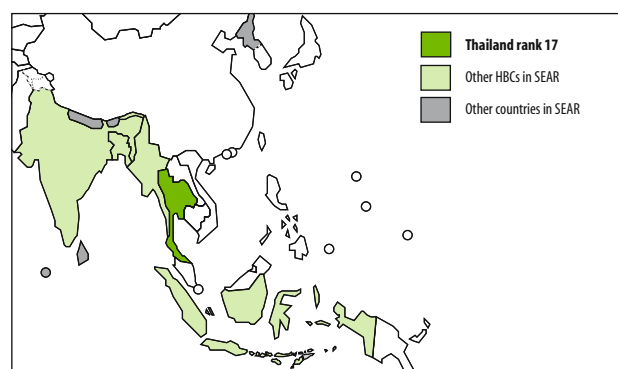 Thailand rank 17
Other HBCs in SEAR
Other countries in SEAR